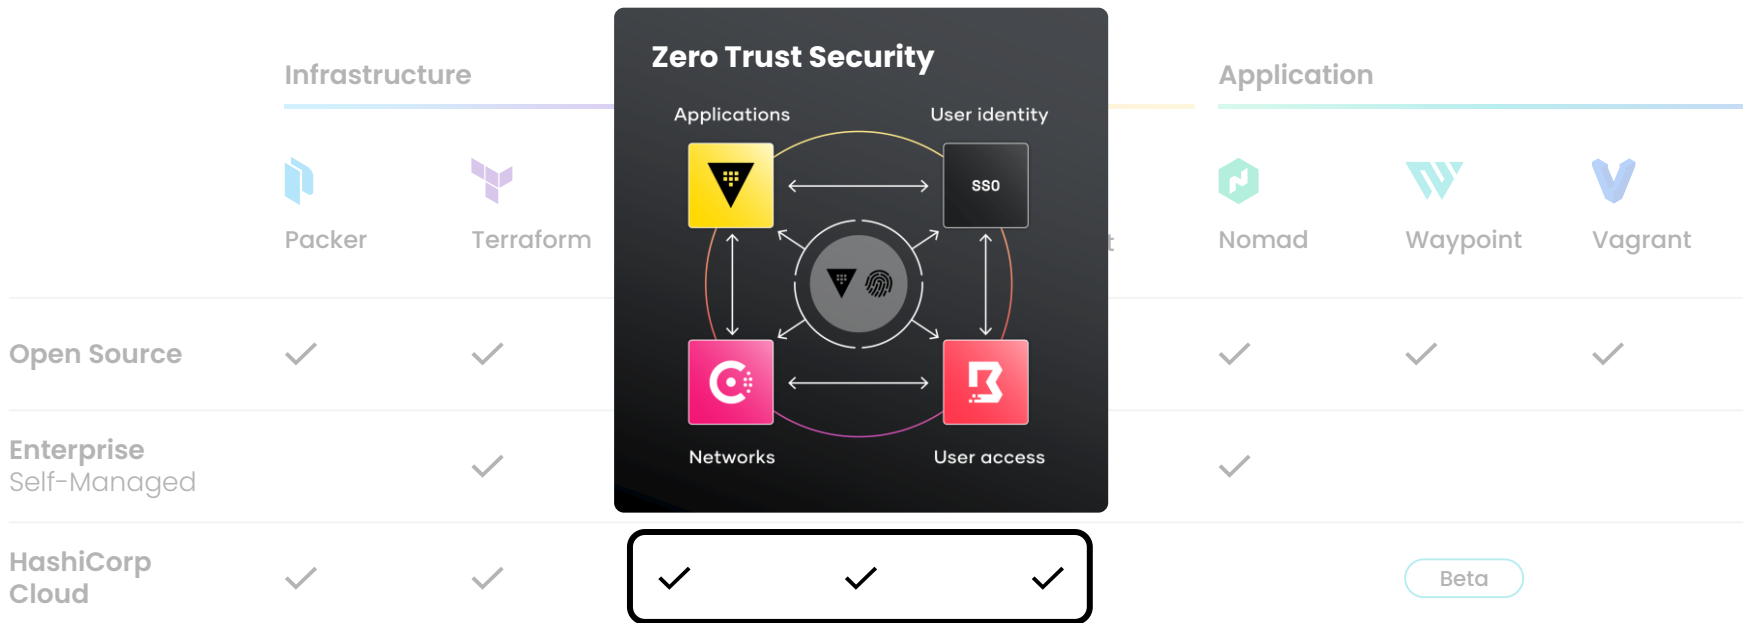 Zero Trust Security
Infrastructure
Application
Applications
User identity
SSO
Packer
Terraform
t
Nomad
Waypoint
Vagrant
Open Source
Networks
User access
Enterprise
Self-Managed
HashiCorp
Cloud
Beta